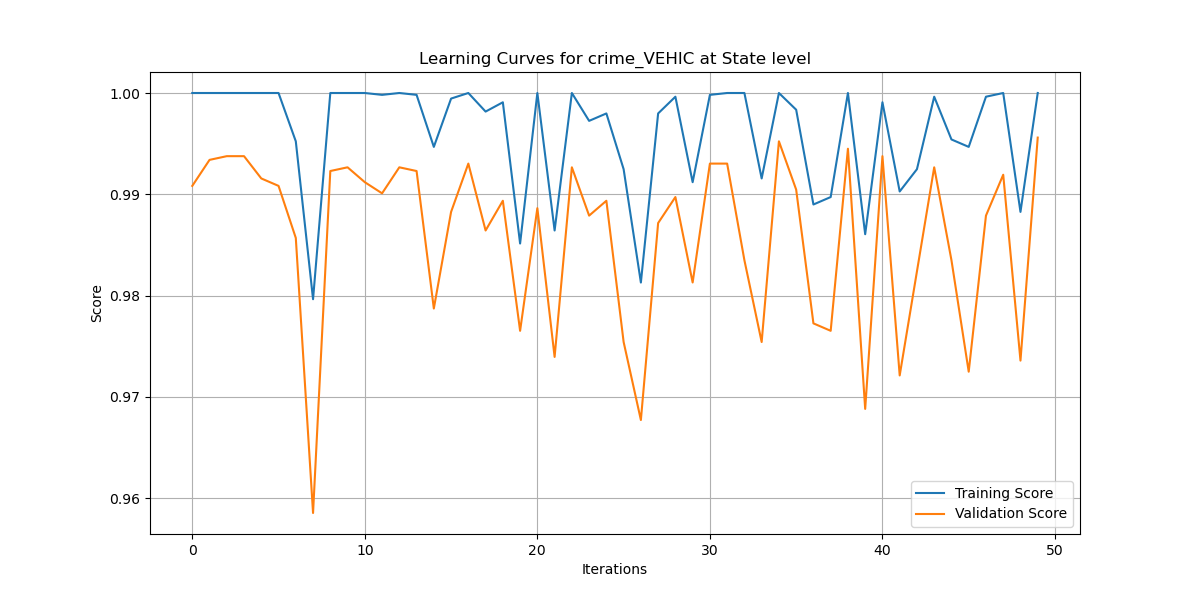 Learning Curves for crime_VEHIC at State level
1.00
0.99
0.98
0.97
0.96
Score
0 10 20 30 40 50
Iterations
Training Score
Validation Score